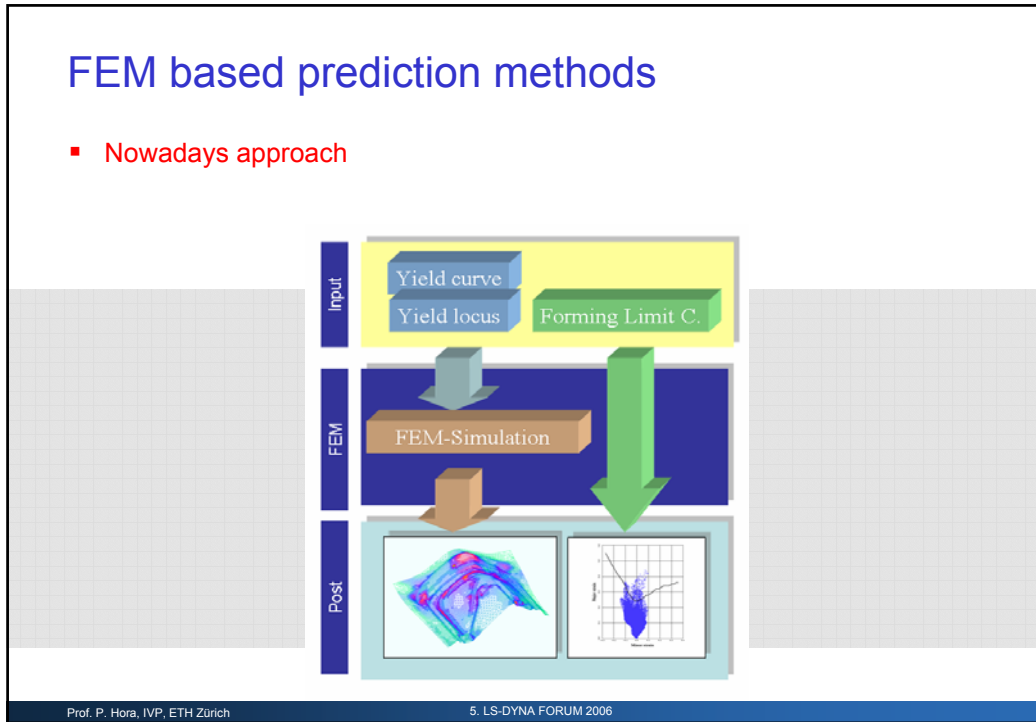 FEM based prediction methods
▪ Nowadays approach
Input
Yield curve
Yield locus
Forming Limit C.
FEM
FEM-Simulation
Post
Prof. P. Hora, IVP, ETH Zürich
5. LS-DYNA FORUM 2006